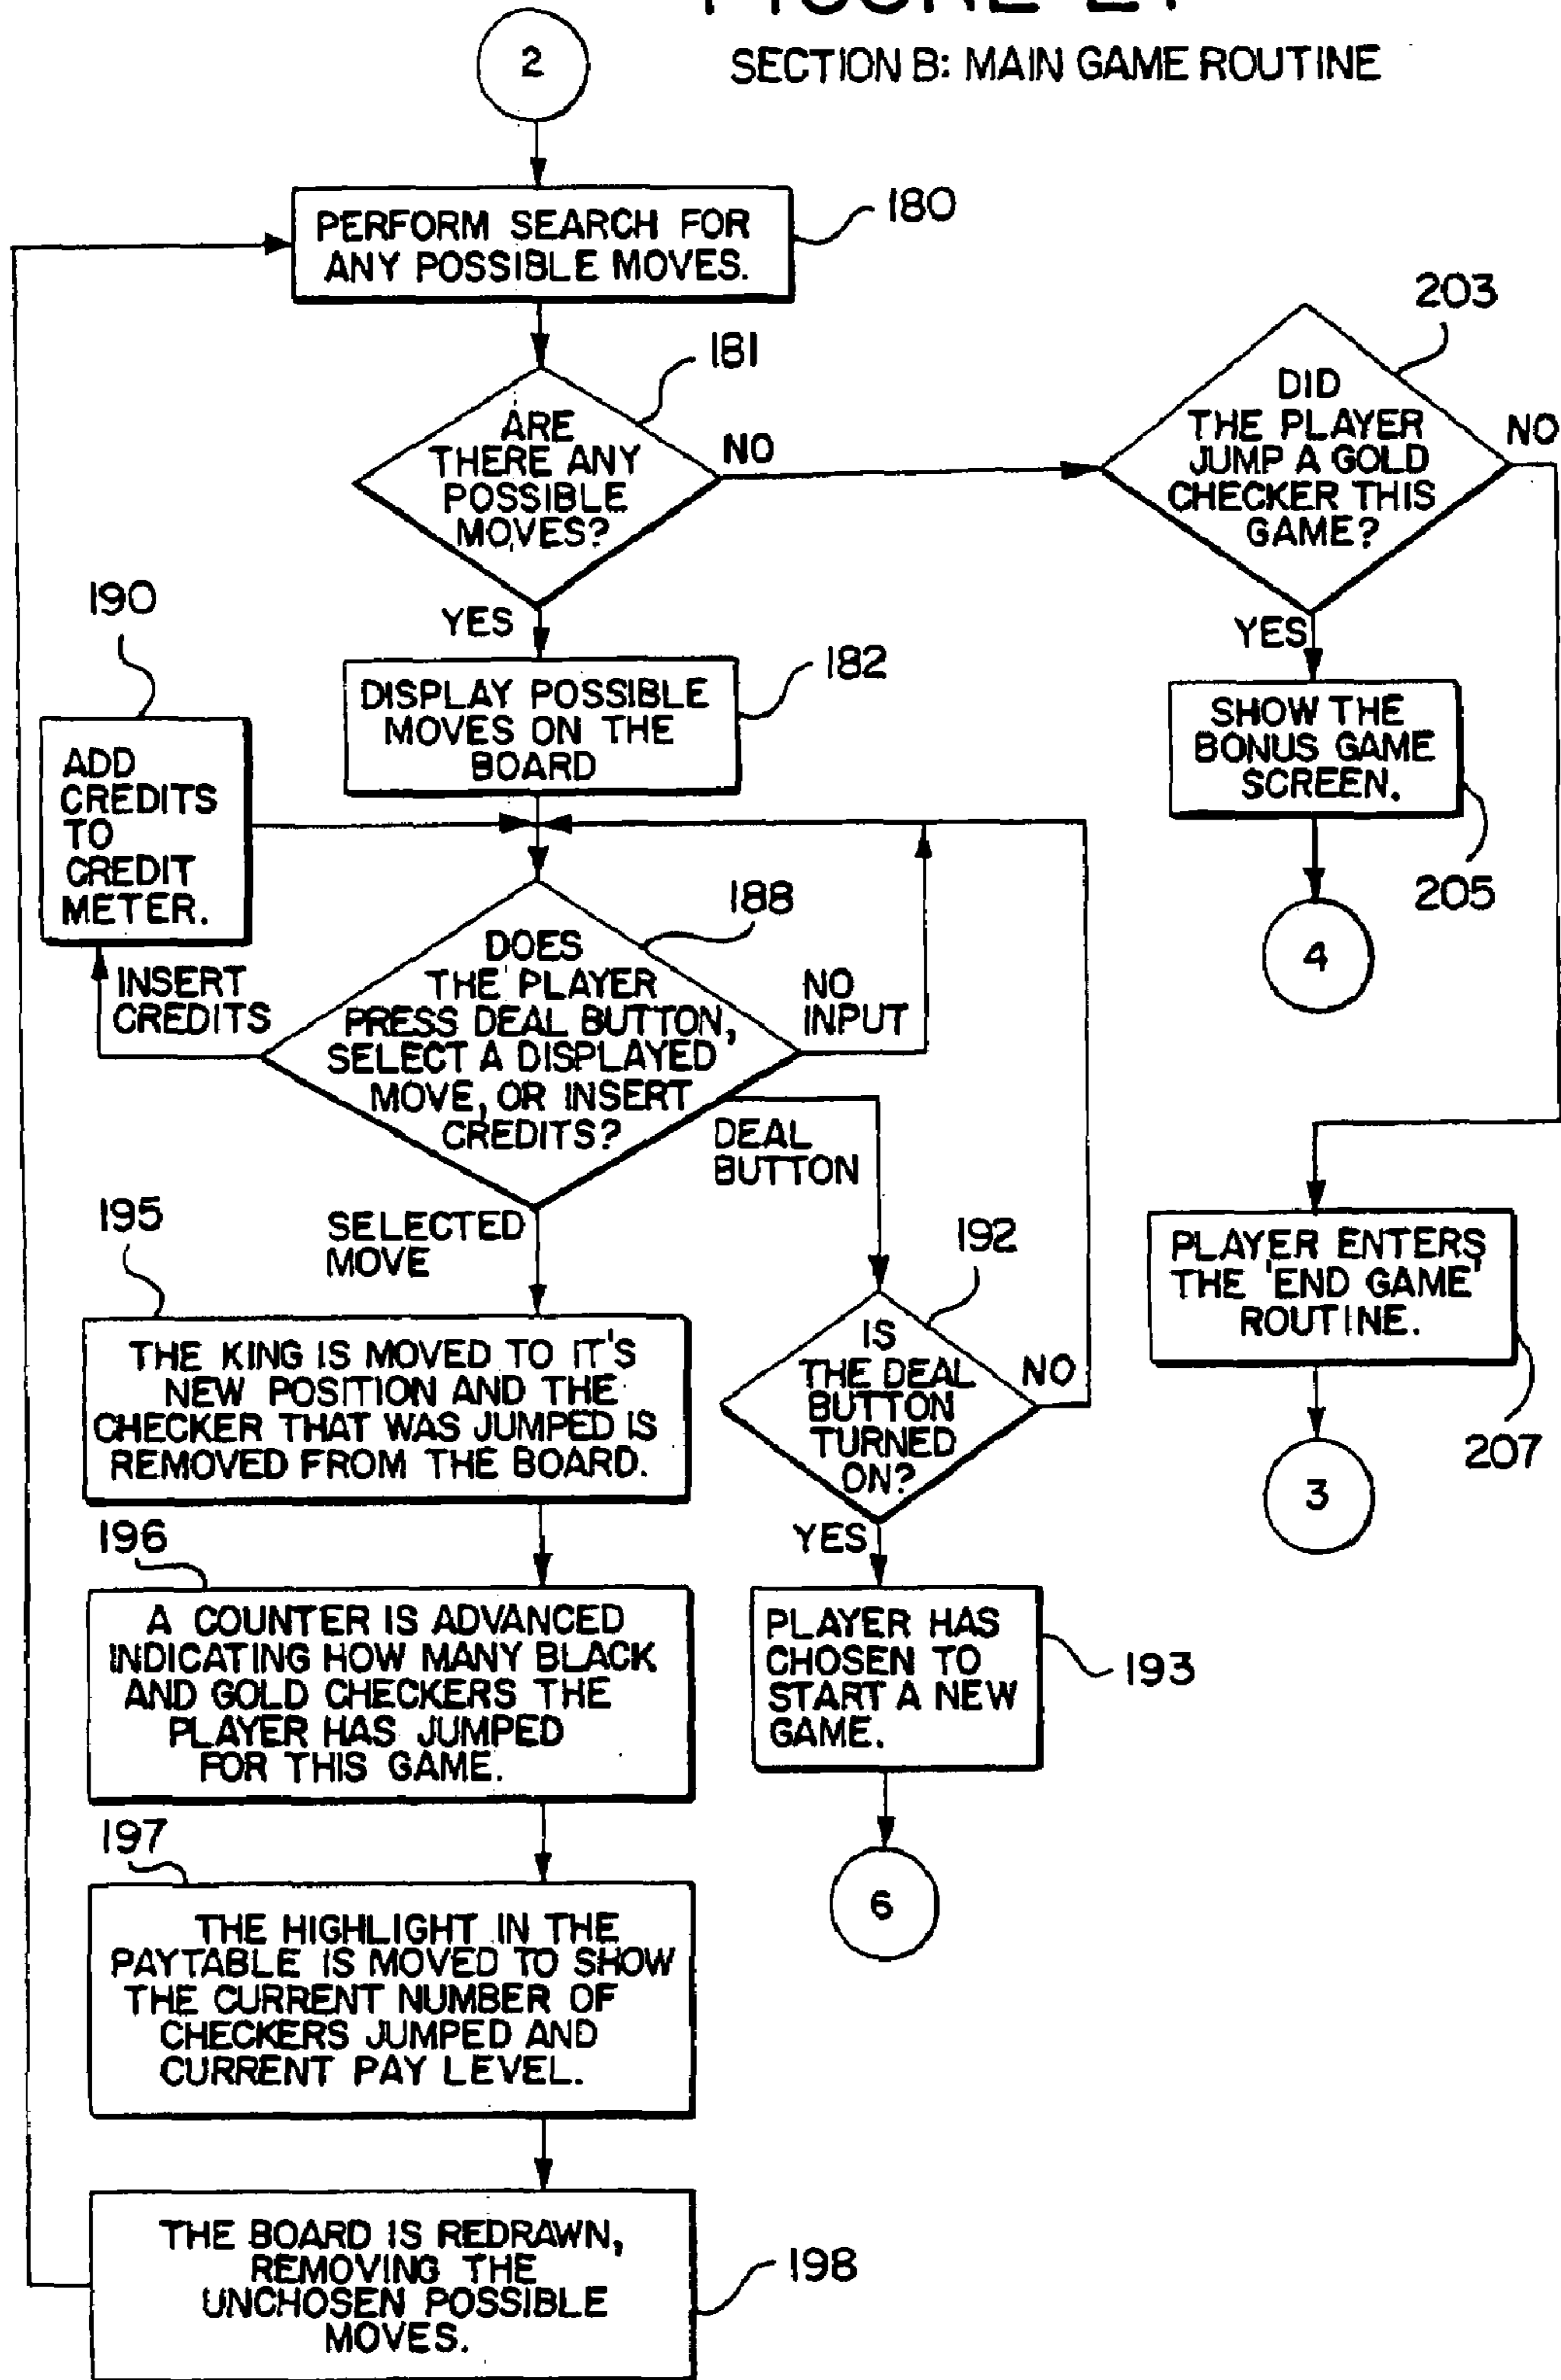 2
SECTION B: MAIN GAME ROUTINE
PERFORM SEARCH FOR
ANY POSSIBLE MOVES.
180
181
ARE
THERE ANY
POSSIBLE
MOVES?
NO
YES
203
DID
THE PLAYER
JUMP A GOLD
CHECKER THIS
GAME?
NO
YES
190
ADD
CREDITS
TO
CREDIT
METER.
182
DISPLAY POSSIBLE
MOVES ON THE
BOARD
SHOW THE
BONUS GAME
SCREEN.
205
4
188
DOES
THE PLAYER
PRESS DEAL BUTTON,
SELECT A DISPLAYED
MOVE, OR INSERT
CREDITS?
INSERT
CREDITS
NO
INPUT
DEAL
BUTTON
SELECTED
MOVE
195
THE KING IS MOVED TO IT'S
NEW POSITION AND THE
CHECKER THAT WAS JUMPED IS
REMOVED FROM THE BOARD.
192
IS
THE DEAL
BUTTON
TURNED
ON?
NO
YES
PLAYER ENTERS
THE 'END GAME'
ROUTINE.
207
3
196
A COUNTER IS ADVANCED
INDICATING HOW MANY BLACK
AND GOLD CHECKERS THE
PLAYER HAS JUMPED
FOR THIS GAME.
PLAYER HAS
CHOSEN TO
START A NEW
GAME.
193
6
197
THE HIGHLIGHT IN THE
PAYTABLE IS MOVED TO SHOW
THE CURRENT NUMBER OF
CHECKERS JUMPED AND
CURRENT PAY LEVEL.
THE BOARD IS REDRAWN,
REMOVING THE
UNCHOSEN POSSIBLE
MOVES.
198